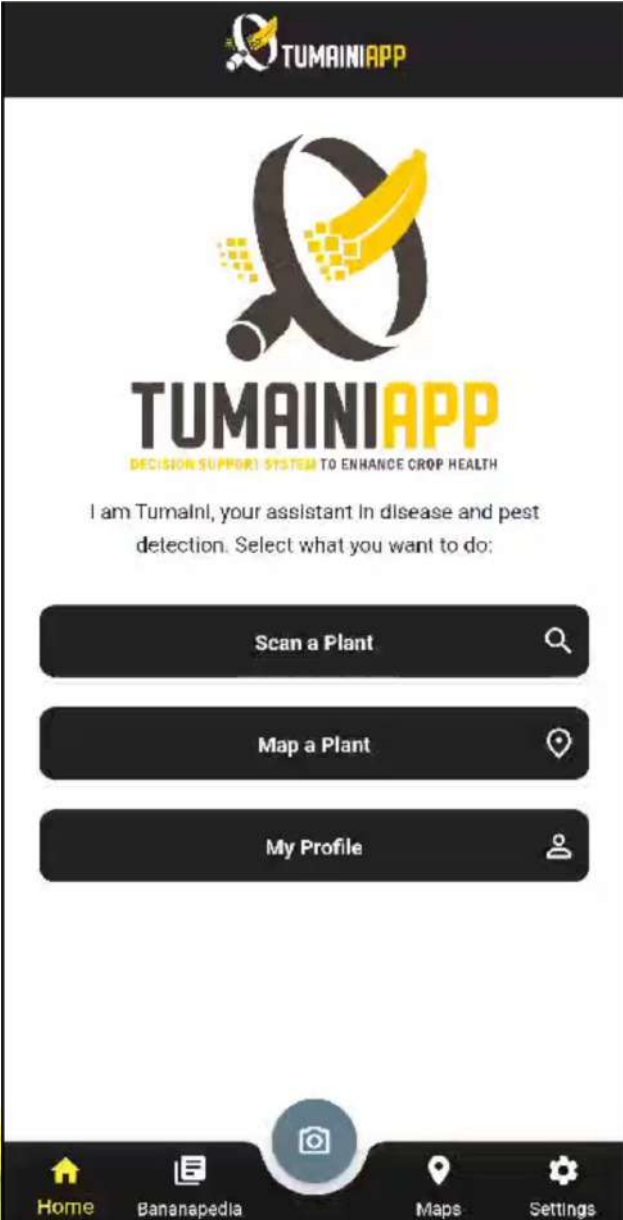 TUMAINIAPP
TUMAINIAPP
DECISION SUPPORT SYSTEM TO ENHANCE CROP HEALTH
I am Tumaini, your assistant in disease and pest
detection. Select what you want to do:
Scan a Plant
Map a Plant
My Profile
Home Bananapedia Maps Settings